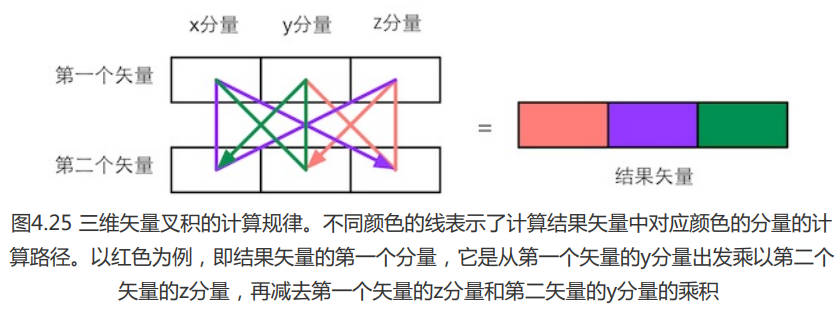 x分量 y分量 z分量
第一个矢量
=
第二个矢量
结果矢量
图4.25 三维矢量叉积的计算规律。不同颜色的线表示了计算结果矢量中对应颜色的分量的计
算路径。以红色为例，即结果矢量的第一个分量，它是从第一个矢量的y分量出发乘以第二个
矢量的z分量，再减去第一个矢量的z分量和第二矢量的y分量的乘积